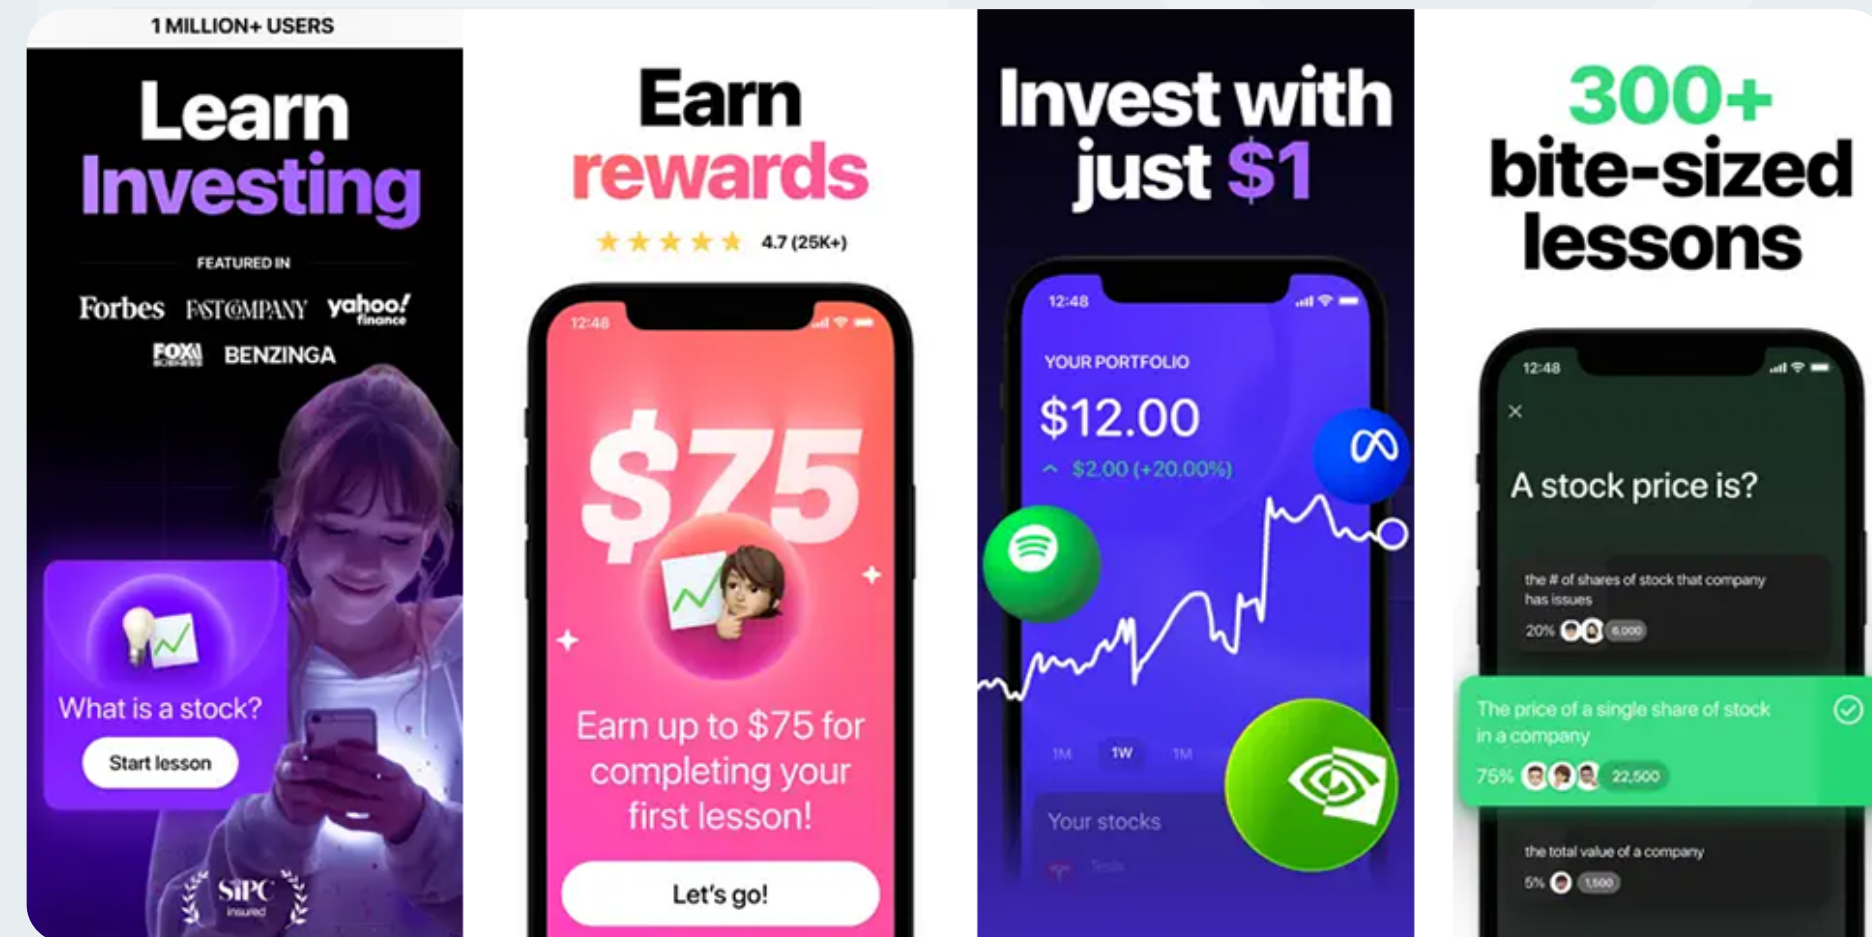 1 MILLION+ USERS
Learn
Investing
FEATURED IN
Forbes FAST COMPANY yahoo!
finance
FOX BUSINESS BENZINGA
What is a stock?
Start lesson
SiPC
insured
Earn
rewards
4.7 (25K+)
12:48
$75
Earn up to $75 for
completing your
first lesson!
Let's go!
Invest with
just $1
12:48
YOUR PORTFOLIO
$12.00
$2.00 (+20.00%)
1M 1W 1M
Your stocks
Tesla
300+
bite-sized
lessons
12:48
A stock price is?
the # of shares of stock that company
has issues
20% 6,000
The price of a single share of stock
in a company
75% 22,500
the total value of a company
5% 1,500